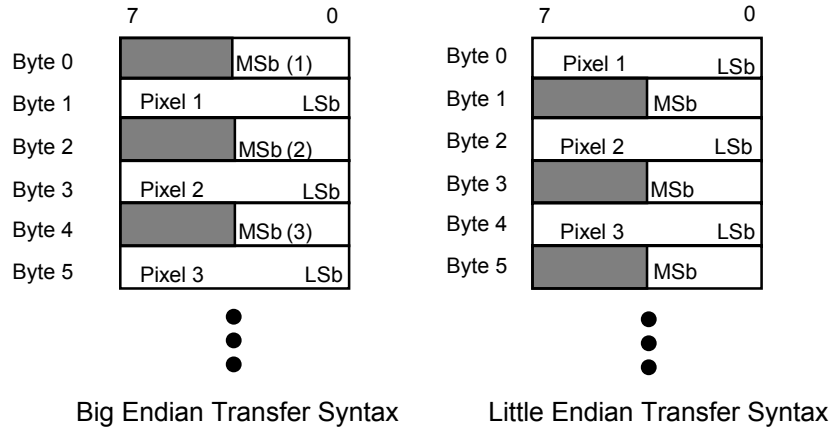 7 0
Byte 0 MSb (1)
Byte 1 Pixel 1 LSb
Byte 2 MSb (2)
Byte 3 Pixel 2 LSb
Byte 4 MSb (3)
Byte 5 Pixel 3 LSb
Big Endian Transfer Syntax
7 0
Byte 0 Pixel 1 LSb
Byte 1 MSb
Byte 2 Pixel 2 LSb
Byte 3 MSb
Byte 4 Pixel 3 LSb
Byte 5 MSb
Little Endian Transfer Syntax